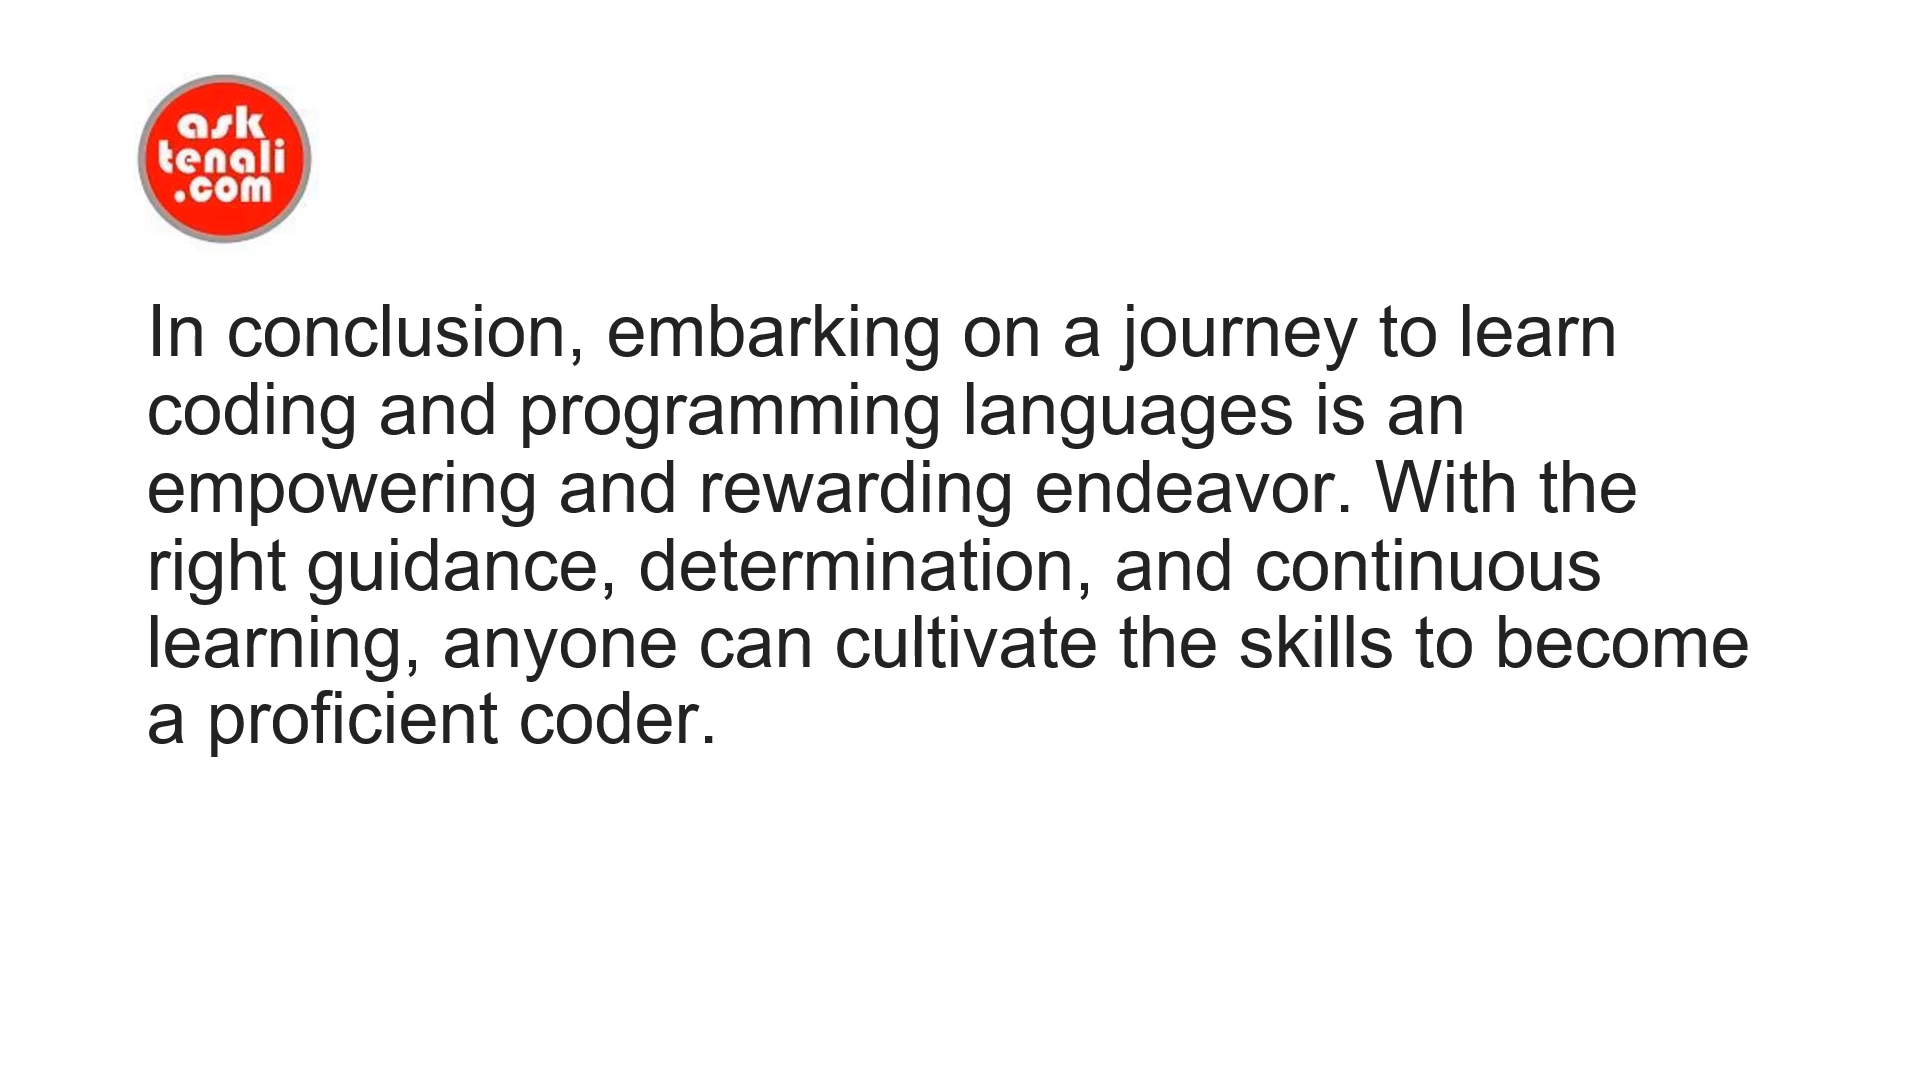 ask
tenali
.com
In conclusion, embarking on a journey to learn
coding and programming languages is an
empowering and rewarding endeavor. With the
right guidance, determination, and continuous
learning, anyone can cultivate the skills to become
a proficient coder.